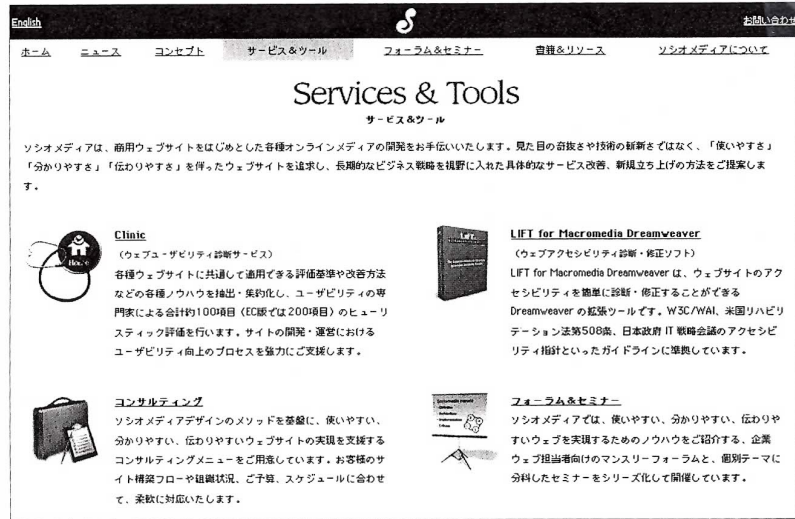 English
お問い合わせ
ホーム ニュース コンセプト サービス&ツール フォーラム&セミナー 書籍&リソース ソシオメディアについて
Services & Tools
サービス&ツール
ソシオメディアは、商用ウェブサイトをはじめとした各種オンラインメディアの開発をお手伝いいたします。見た目の奇抜さや技術の斬新さではなく、「使いやすさ」
「分かりやすさ」「伝わりやすさ」を伴ったウェブサイトを追求し、長期的なビジネス戦略を視野に入れた具体的なサービス改善、新規立ち上げの方法をご提案しま
す。
Home
Clinic
(ウェブユーザビリティ診断サービス)
各種ウェブサイトに共通して適用できる評価基準や改善方法
などの各種ノウハウを抽出・集約化し、ユーザビリティの専
門家による合計約100項目(EC版では200項目)のヒューリ
スティック評価を行います。サイトの開発・運営における
ユーザビリティ向上のプロセスを強力にご支援します。
LIFT
LIFT for Macromedia Dreamweaver
(ウェブアクセシビリティ診断・修正ソフト)
LIFT for Macromedia Dreamweaver は、ウェブサイトのアク
セシビリティを簡単に診断・修正することができる
Dreamweaver の拡張ツールです。W3C/WAI、米国リハビリ
テーション法第508条、日本政府 IT 戦略会議のアクセシビ
リティ指針といったガイドラインに準拠しています。
コンサルティング
ソシオメディアデザインのメソッドを基盤に、使いやすい、
分かりやすい、伝わりやすいウェブサイトの実現を支援する
コンサルティングメニューをご用意しています。お客様のサ
イト構築フローや組織状況、ご予算、スケジュールに合わせ
て、柔軟に対応いたします。
フォーラム&セミナー
ソシオメディアでは、使いやすい、分かりやすい、伝わりや
すいウェブを実現するためのノウハウをご紹介する、企業
ウェブ担当者向けのマンスリーフォーラムと、個別テーマに
分科したセミナーをシリーズ化して開催しています。